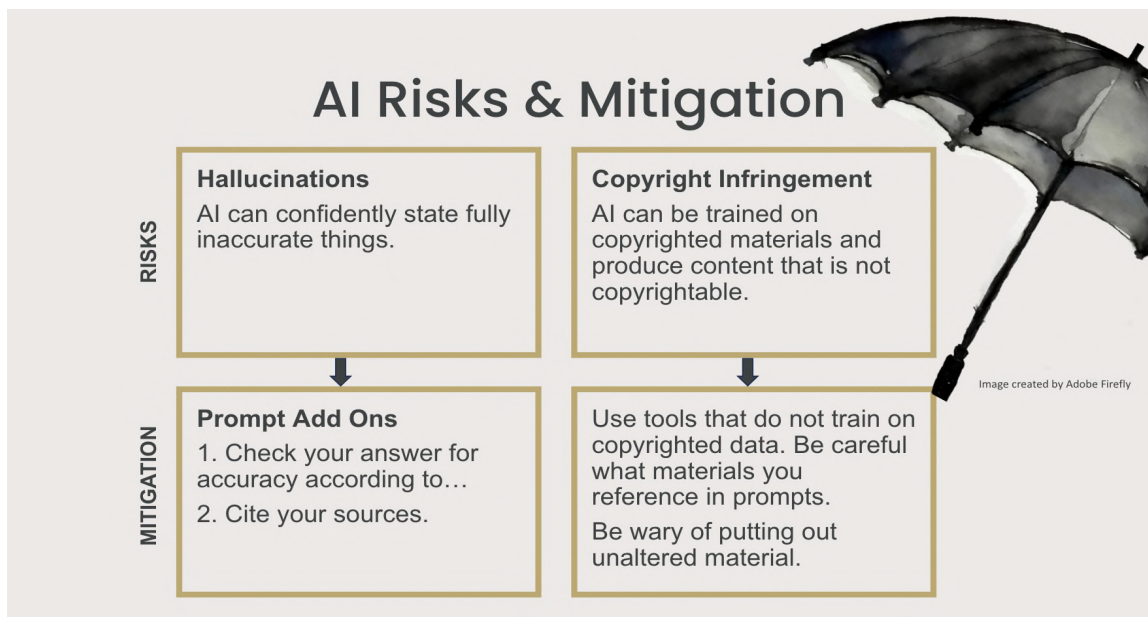 AI Risks & Mitigation
RISKS
Hallucinations
AI can confidently state fully
inaccurate things.
Copyright Infringement
AI can be trained on
copyrighted materials and
produce content that is not
copyrightable.
Image created by Adobe Firefly
MITIGATION
Prompt Add Ons
1. Check your answer for
accuracy according to…
2. Cite your sources.
Use tools that do not train on
copyrighted data. Be careful
what materials you
reference in prompts.
Be wary of putting out
unaltered material.